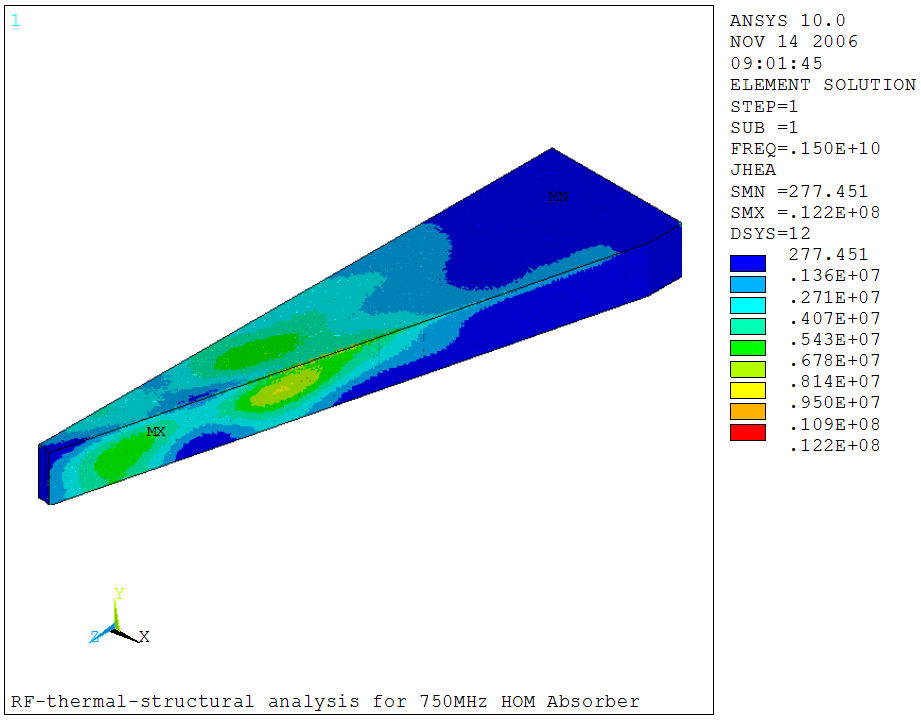 1
ANSYS 10.0
NOV 14 2006
09:01:45
ELEMENT SOLUTION
STEP=1
SUB =1
FREQ=.150E+10
JHEA
SMN =277.451
SMX =.122E+08
DSYS=12
277.451
.136E+07
.271E+07
.407E+07
.543E+07
.678E+07
.814E+07
.950E+07
.109E+08
.122E+08
MN
MX
Y
Z
X
RF-thermal-structural analysis for 750MHz HOM Absorber